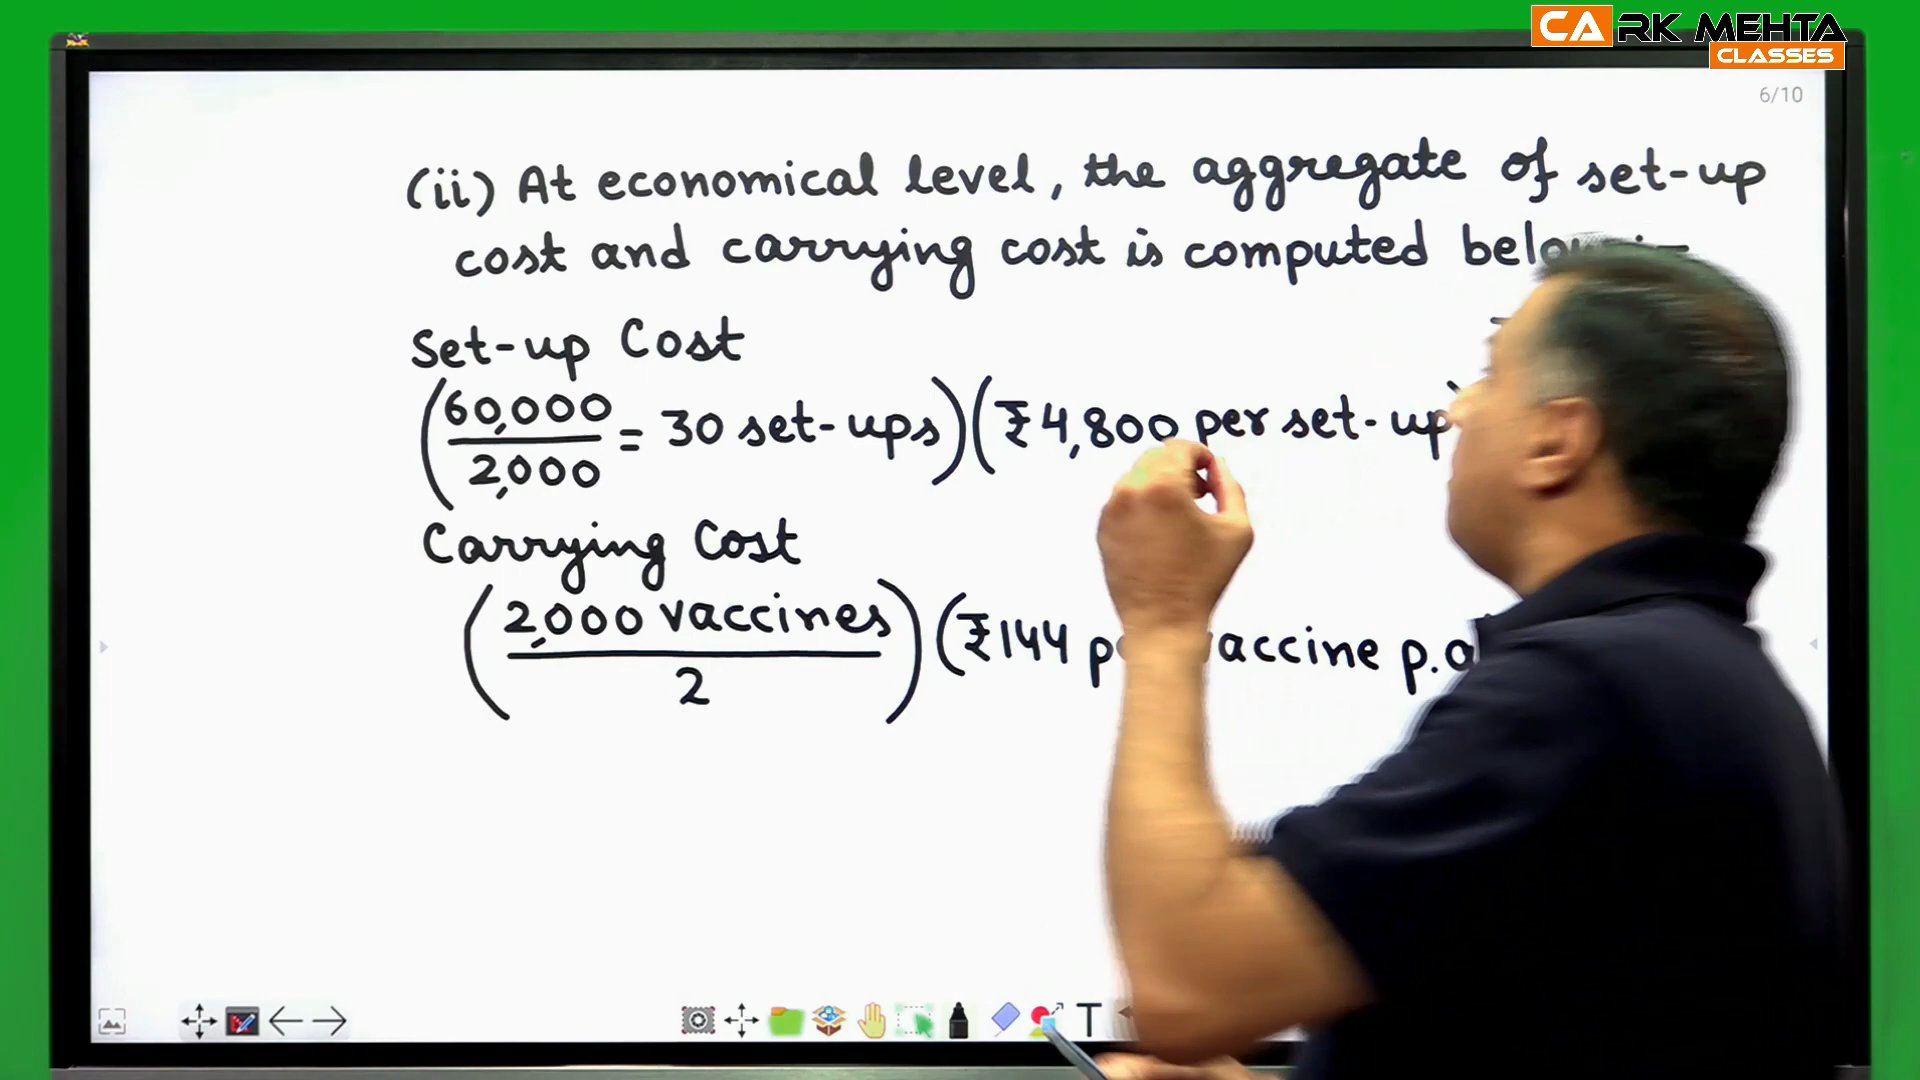 CA RK MEHTA
CLASSES
6/10
(ii) At economical level, the aggregate of set-up
cost and carrying cost is computed
Set-up Cost
(60,000/2,000 = 30 set-ups) (₹4,800 per set-up)
Carrying Cost
(2,000 vaccines/2) (₹144 p.a
T